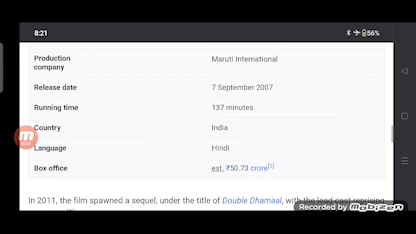 8:21
56%
Production company
Maruti International
Release date
7 September 2007
Running time
137 minutes
Country
India
Language
Hindi
Box office
est. ₹50.73 crore[1]
In 2011, the film spawned a sequel, under the title of Double Dhamaal, with the lead cast reprising
Recorded by MOBIZEN